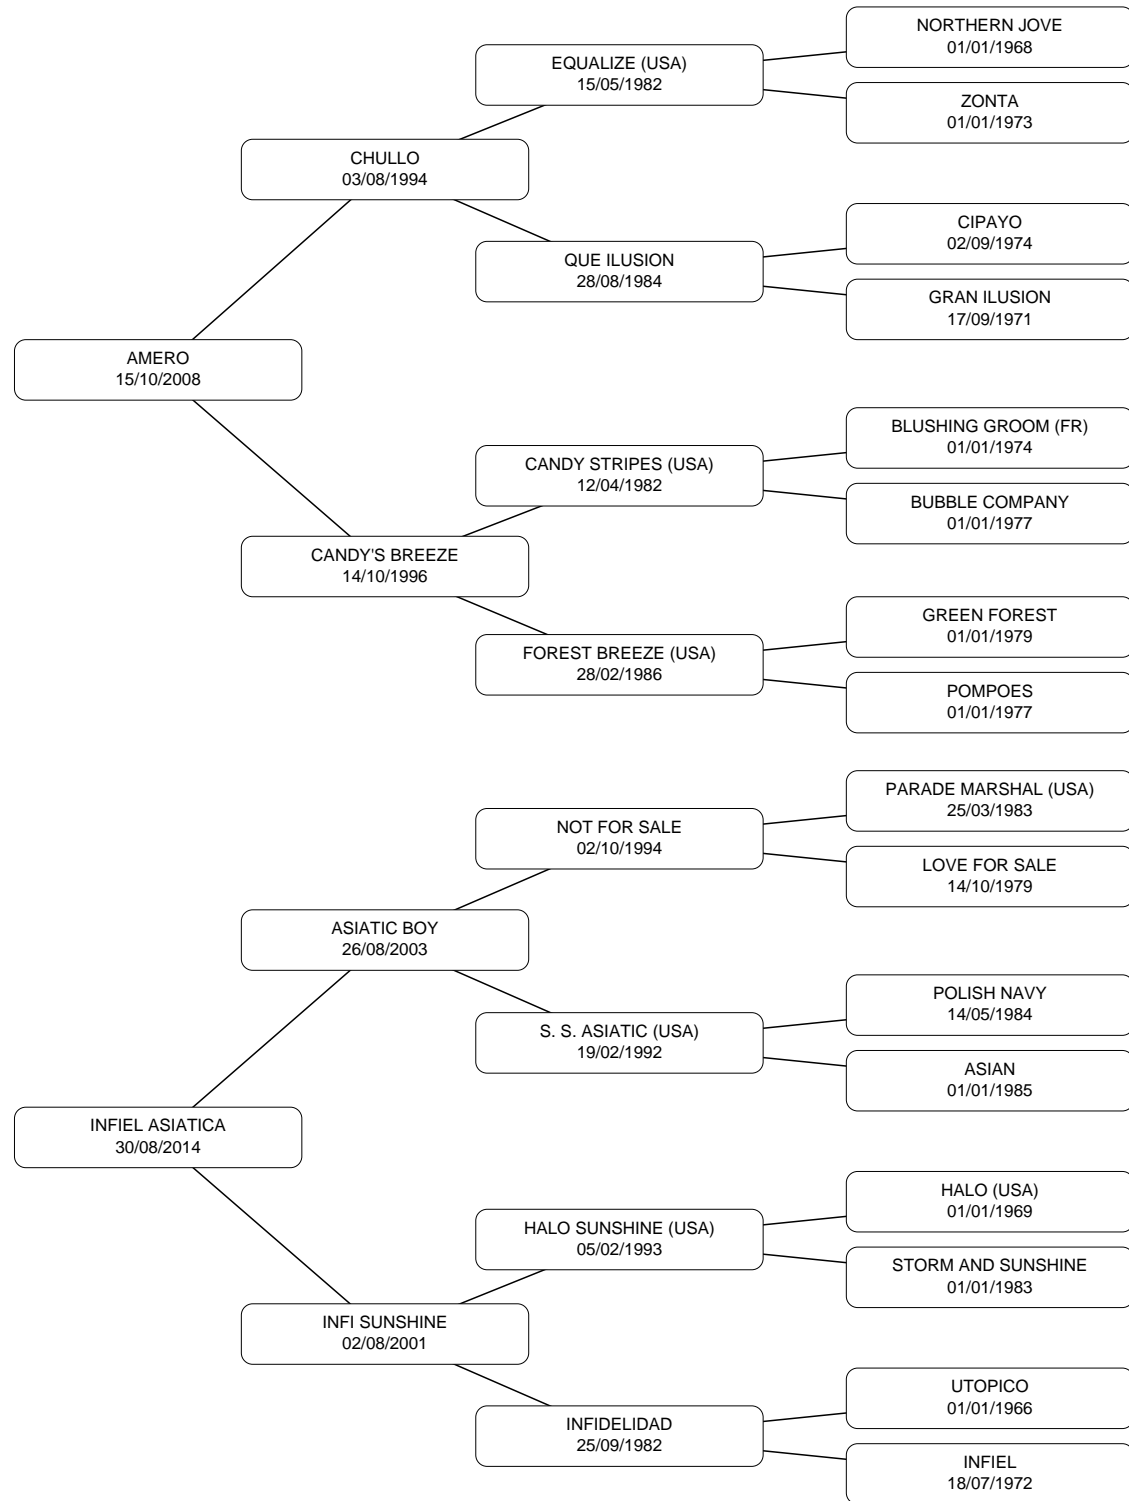 NORTHERN JOVE
01/01/1968
EQUALIZE (USA)
15/05/1982
ZONTA
01/01/1973
CHULLO
03/08/1994
CIPAYO
02/09/1974
QUE ILUSION
28/08/1984
GRAN ILUSION
17/09/1971
AMERO
15/10/2008
BLUSHING GROOM (FR)
01/01/1974
CANDY STRIPES (USA)
12/04/1982
BUBBLE COMPANY
01/01/1977
CANDY'S BREEZE
14/10/1996
GREEN FOREST
01/01/1979
FOREST BREEZE (USA)
28/02/1986
POMPOES
01/01/1977
PARADE MARSHAL (USA)
25/03/1983
NOT FOR SALE
02/10/1994
LOVE FOR SALE
14/10/1979
ASIATIC BOY
26/08/2003
POLISH NAVY
14/05/1984
S. S. ASIATIC (USA)
19/02/1992
ASIAN
01/01/1985
INFIEL ASIATICA
30/08/2014
HALO (USA)
01/01/1969
HALO SUNSHINE (USA)
05/02/1993
STORM AND SUNSHINE
01/01/1983
INFI SUNSHINE
02/08/2001
UTOPICO
01/01/1966
INFIDELIDAD
25/09/1982
INFIEL
18/07/1972